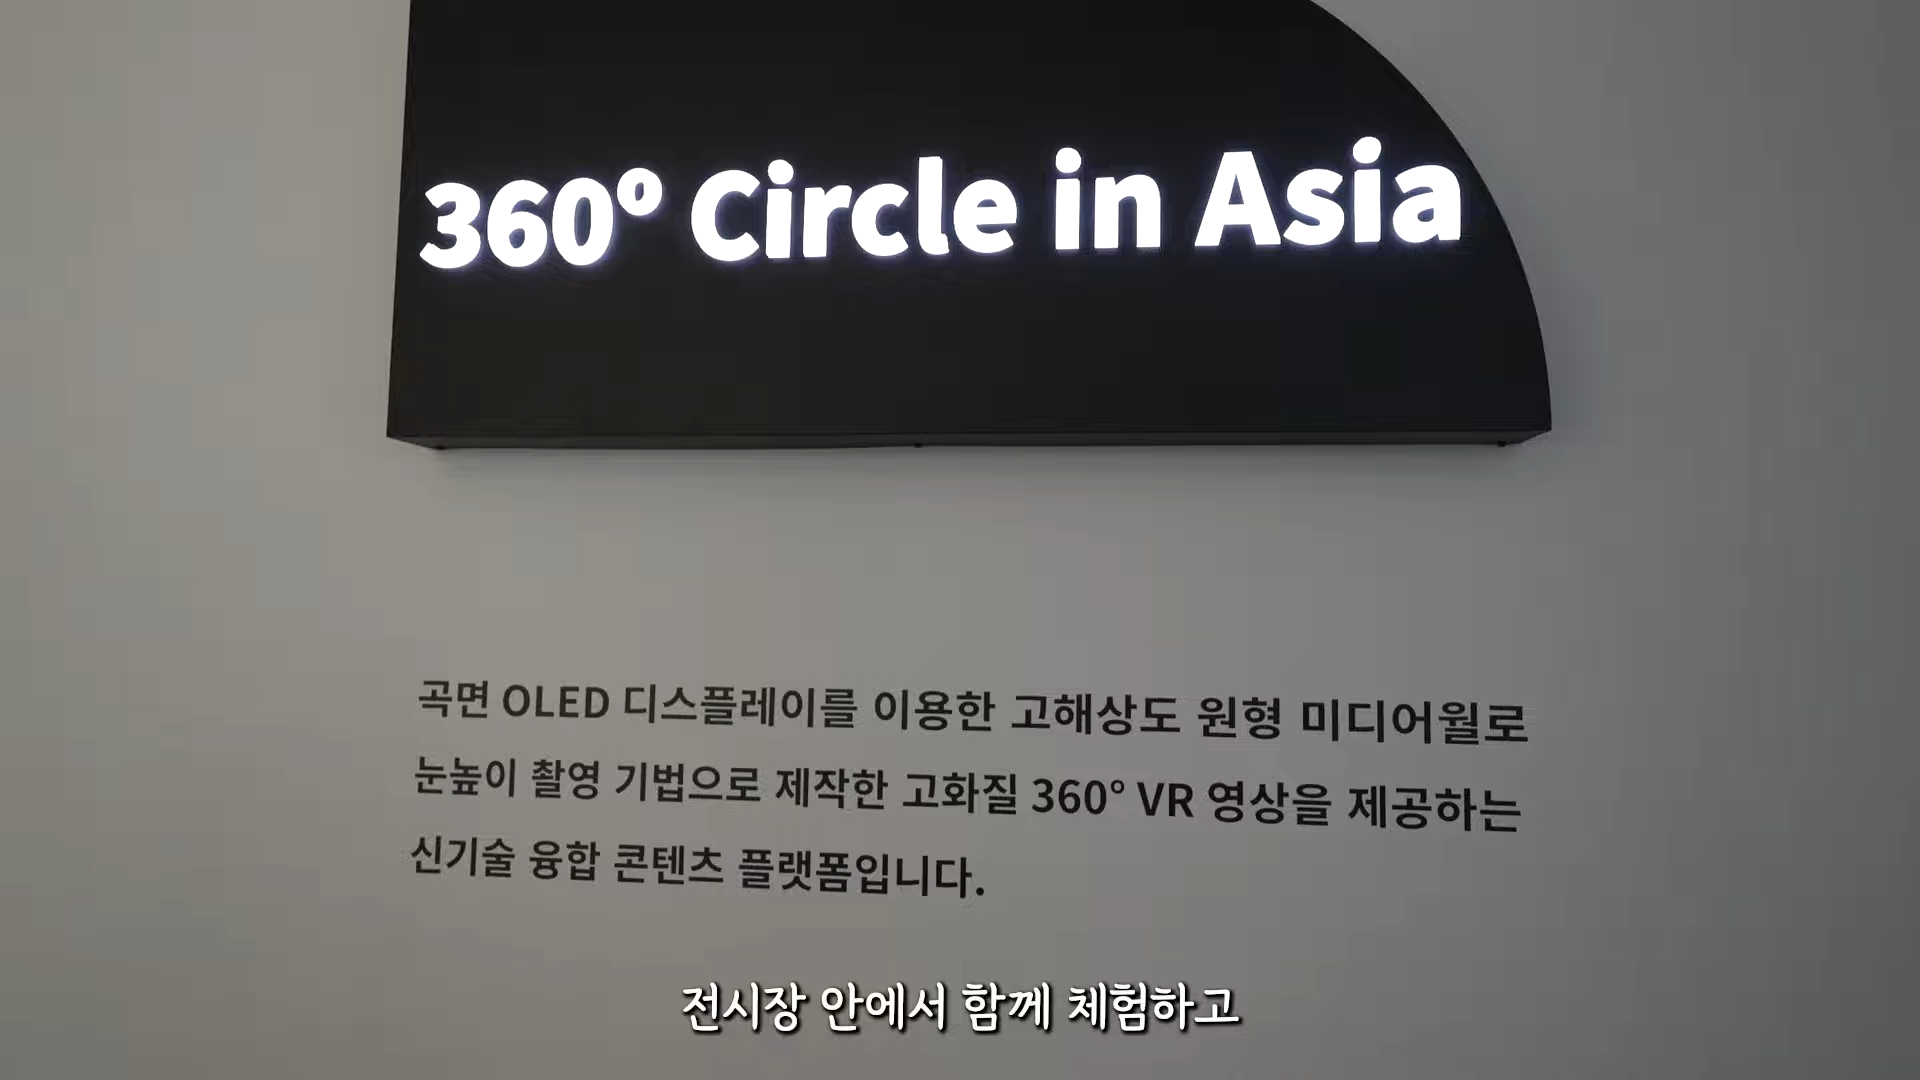 360° Circle in Asia
곡면 OLED 디스플레이를 이용한 고해상도 원형 미디어월로
눈높이 촬영 기법으로 제작한 고화질 360° VR 영상을 제공하는
신기술 융합 콘텐츠 플랫폼입니다.
전시장 안에서 함께 체험하고